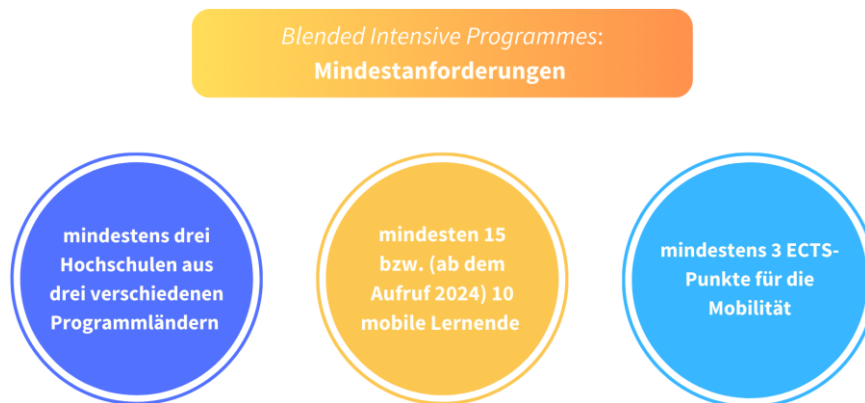 Blended Intensive Programmes:
Mindestanforderungen
mindestens drei
Hochschulen aus
drei verschiedenen
Programmländern
mindesten 15
bzw. (ab dem
Aufruf 2024) 10
mobile Lernende
mindestens 3 ECTS-
Punkte für die
Mobilität